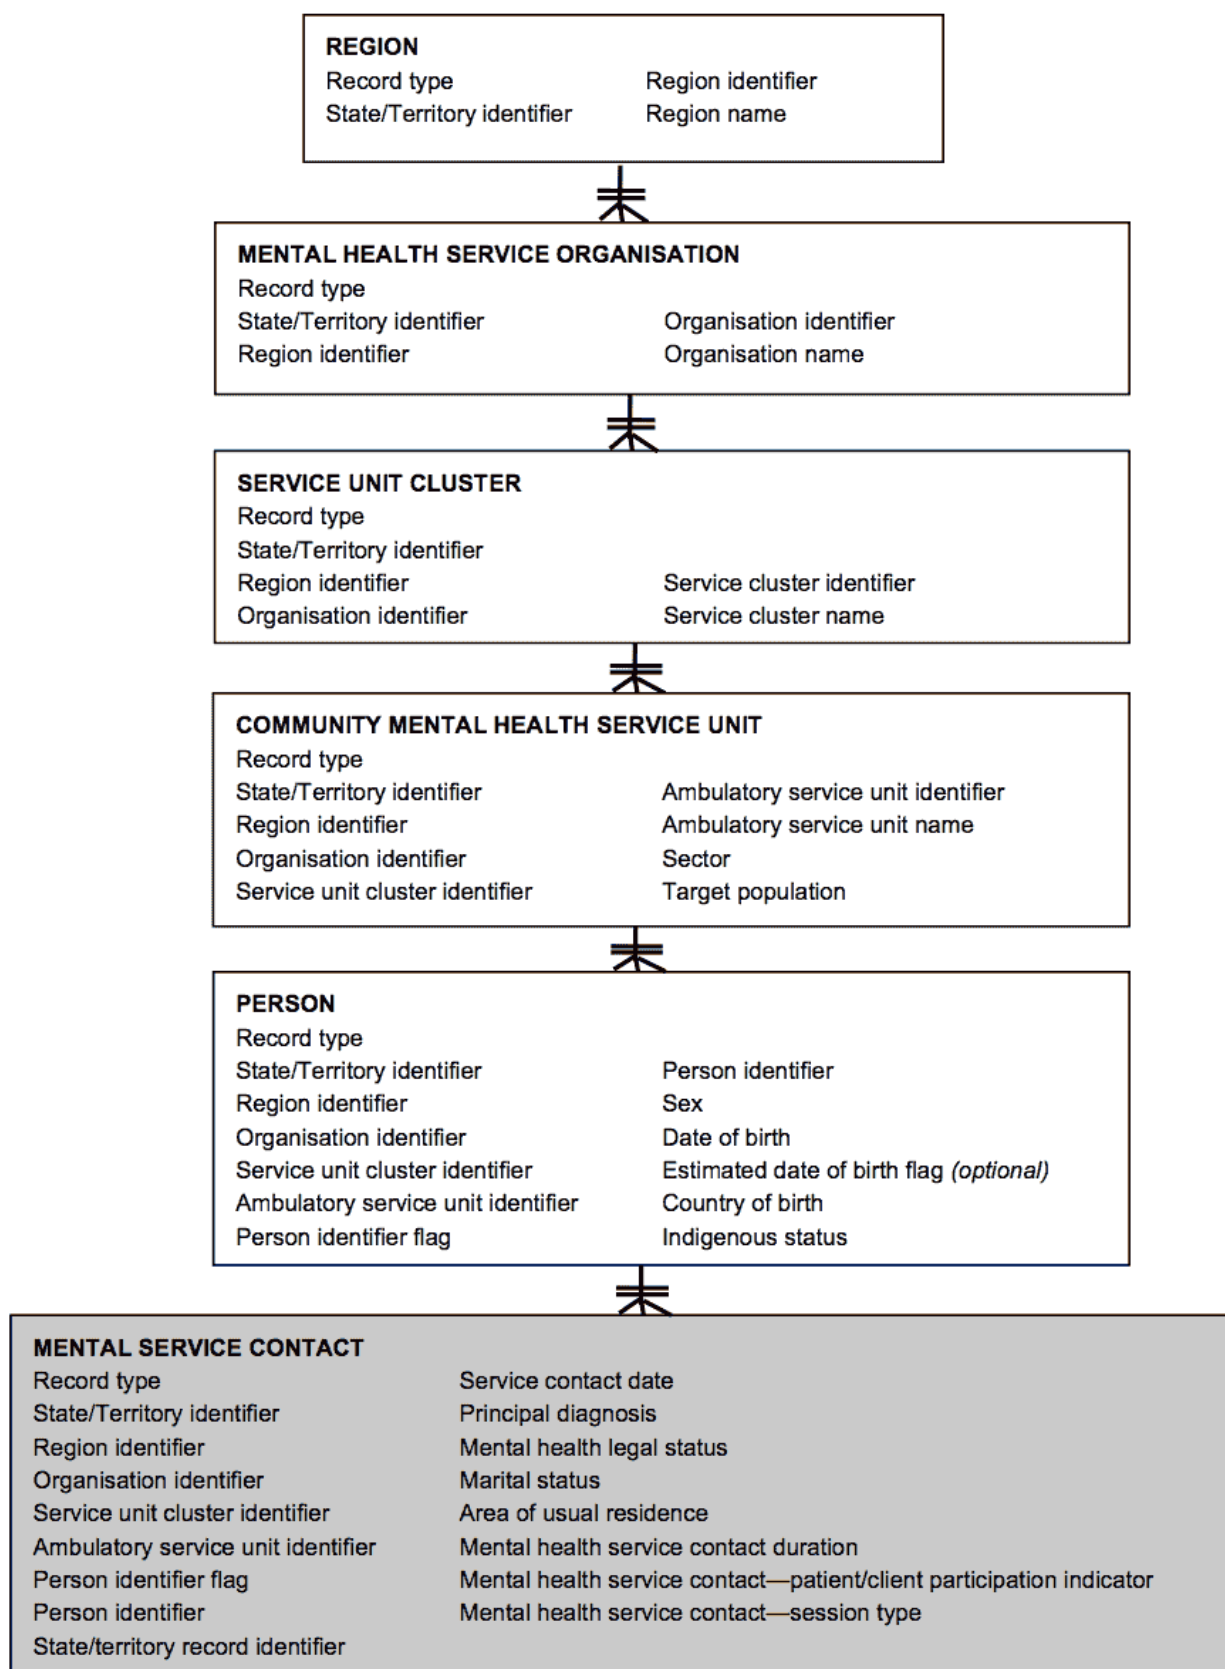 REGION
Record type Region identifier
State/Territory identifier Region name
MENTAL HEALTH SERVICE ORGANISATION
Record type
State/Territory identifier Organisation identifier
Region identifier Organisation name
SERVICE UNIT CLUSTER
Record type
State/Territory identifier
Region identifier Service cluster identifier
Organisation identifier Service cluster name
COMMUNITY MENTAL HEALTH SERVICE UNIT
Record type
State/Territory identifier Ambulatory service unit identifier
Region identifier Ambulatory service unit name
Organisation identifier Sector
Service unit cluster identifier Target population
PERSON
Record type
State/Territory identifier Person identifier
Region identifier Sex
Organisation identifier Date of birth
Service unit cluster identifier Estimated date of birth flag (optional)
Ambulatory service unit identifier Country of birth
Person identifier flag Indigenous status
MENTAL SERVICE CONTACT
Record type Service contact date
State/Territory identifier Principal diagnosis
Region identifier Mental health legal status
Organisation identifier Marital status
Service unit cluster identifier Area of usual residence
Ambulatory service unit identifier Mental health service contact duration
Person identifier flag Mental health service contact—patient/client participation indicator
Person identifier Mental health service contact—session type
State/territory record identifier